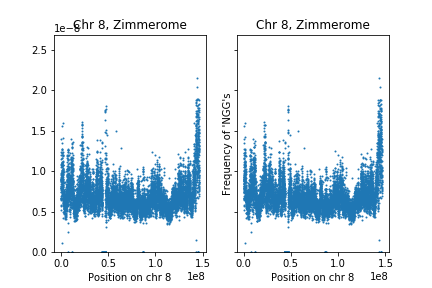 Chr 8, Zimmerome
1e−8
2.5
2.0
1.5
1.0
0.5
0.0
0.0 0.5 1.0 1.5
1e8
Position on chr 8
Chr 8, Zimmerome
Frequency of 'NGG's
0.0 0.5 1.0 1.5
1e8
Position on chr 8